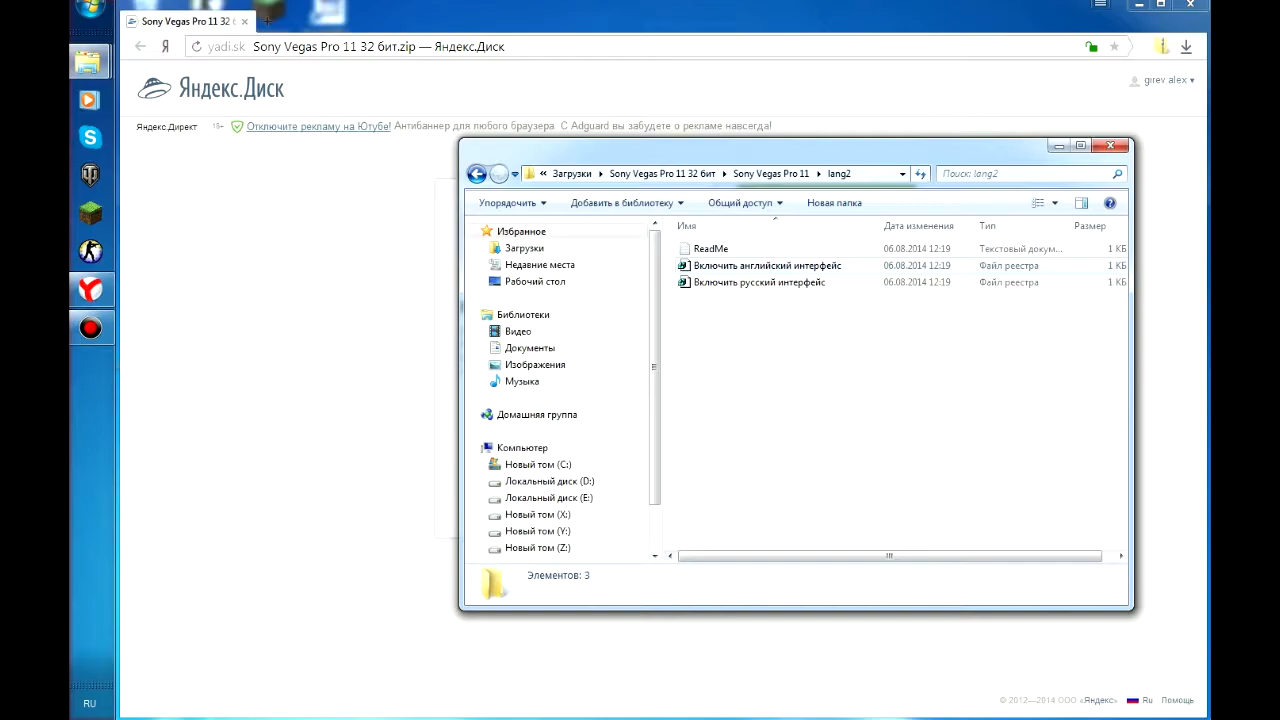 Sony Vegas Pro 11 32 б
yadi.sk Sony Vegas Pro 11 32 бит.zip — Яндекс.Диск
Яндекс.Диск
girev alex
Яндекс.Директ 18+ Отключите рекламу на Ютубе! Антибаннер для любого браузера. С Adguard вы забудете о рекламе навсегда!
« Загрузки Sony Vegas Pro 11 32 бит Sony Vegas Pro 11 lang2
Поиск: lang2
Упорядочить Добавить в библиотеку Общий доступ Новая папка
Имя Дата изменения Тип Размер
ReadMe 06.08.2014 12:19 Текстовый докум... 1 КБ
Включить английский интерфейс 06.08.2014 12:19 Файл реестра 1 КБ
Включить русский интерфейс 06.08.2014 12:19 Файл реестра 1 КБ
Избранное
Загрузки
Недавние места
Рабочий стол
Библиотеки
Видео
Документы
Изображения
Музыка
Домашняя группа
Компьютер
Новый том (C:)
Локальный диск (D:)
Локальный диск (E:)
Новый том (X:)
Новый том (Y:)
Новый том (Z:)
Элементов: 3
RU
© 2012—2014 ООО «Яндекс» Ru Помощь